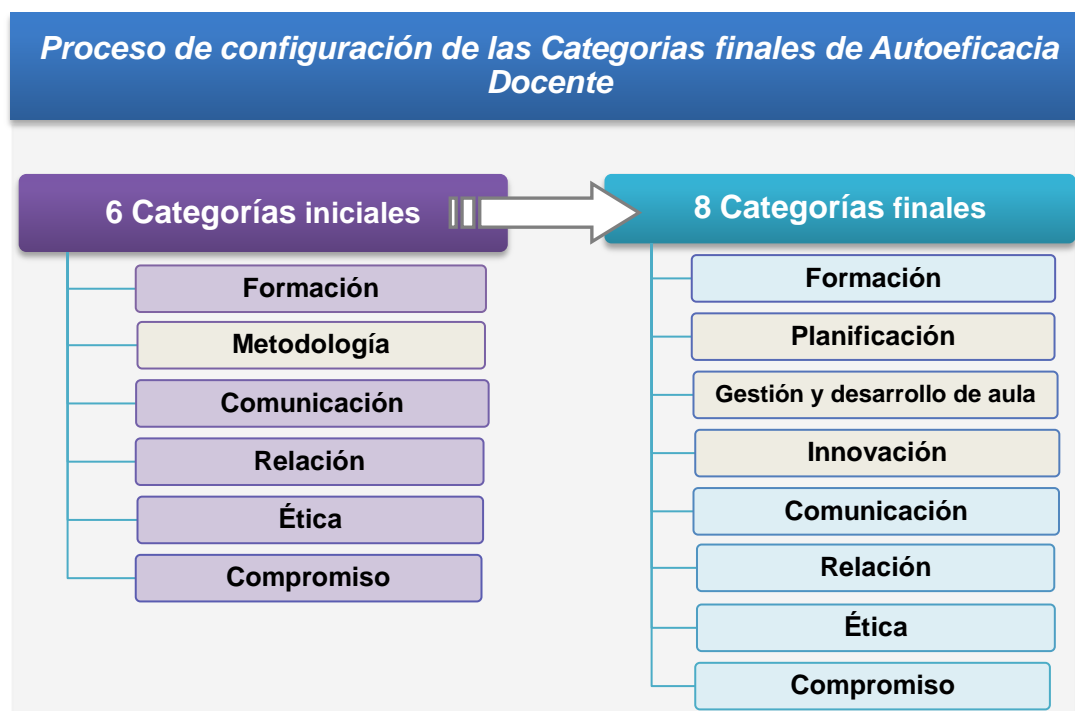 Proceso de configuración de las Categorias finales de Autoeficacia
Docente
6 Categorías iniciales
Formación
Metodología
Comunicación
Relación
Ética
Compromiso
8 Categorías finales
Formación
Planificación
Gestión y desarrollo de aula
Innovación
Comunicación
Relación
Ética
Compromiso